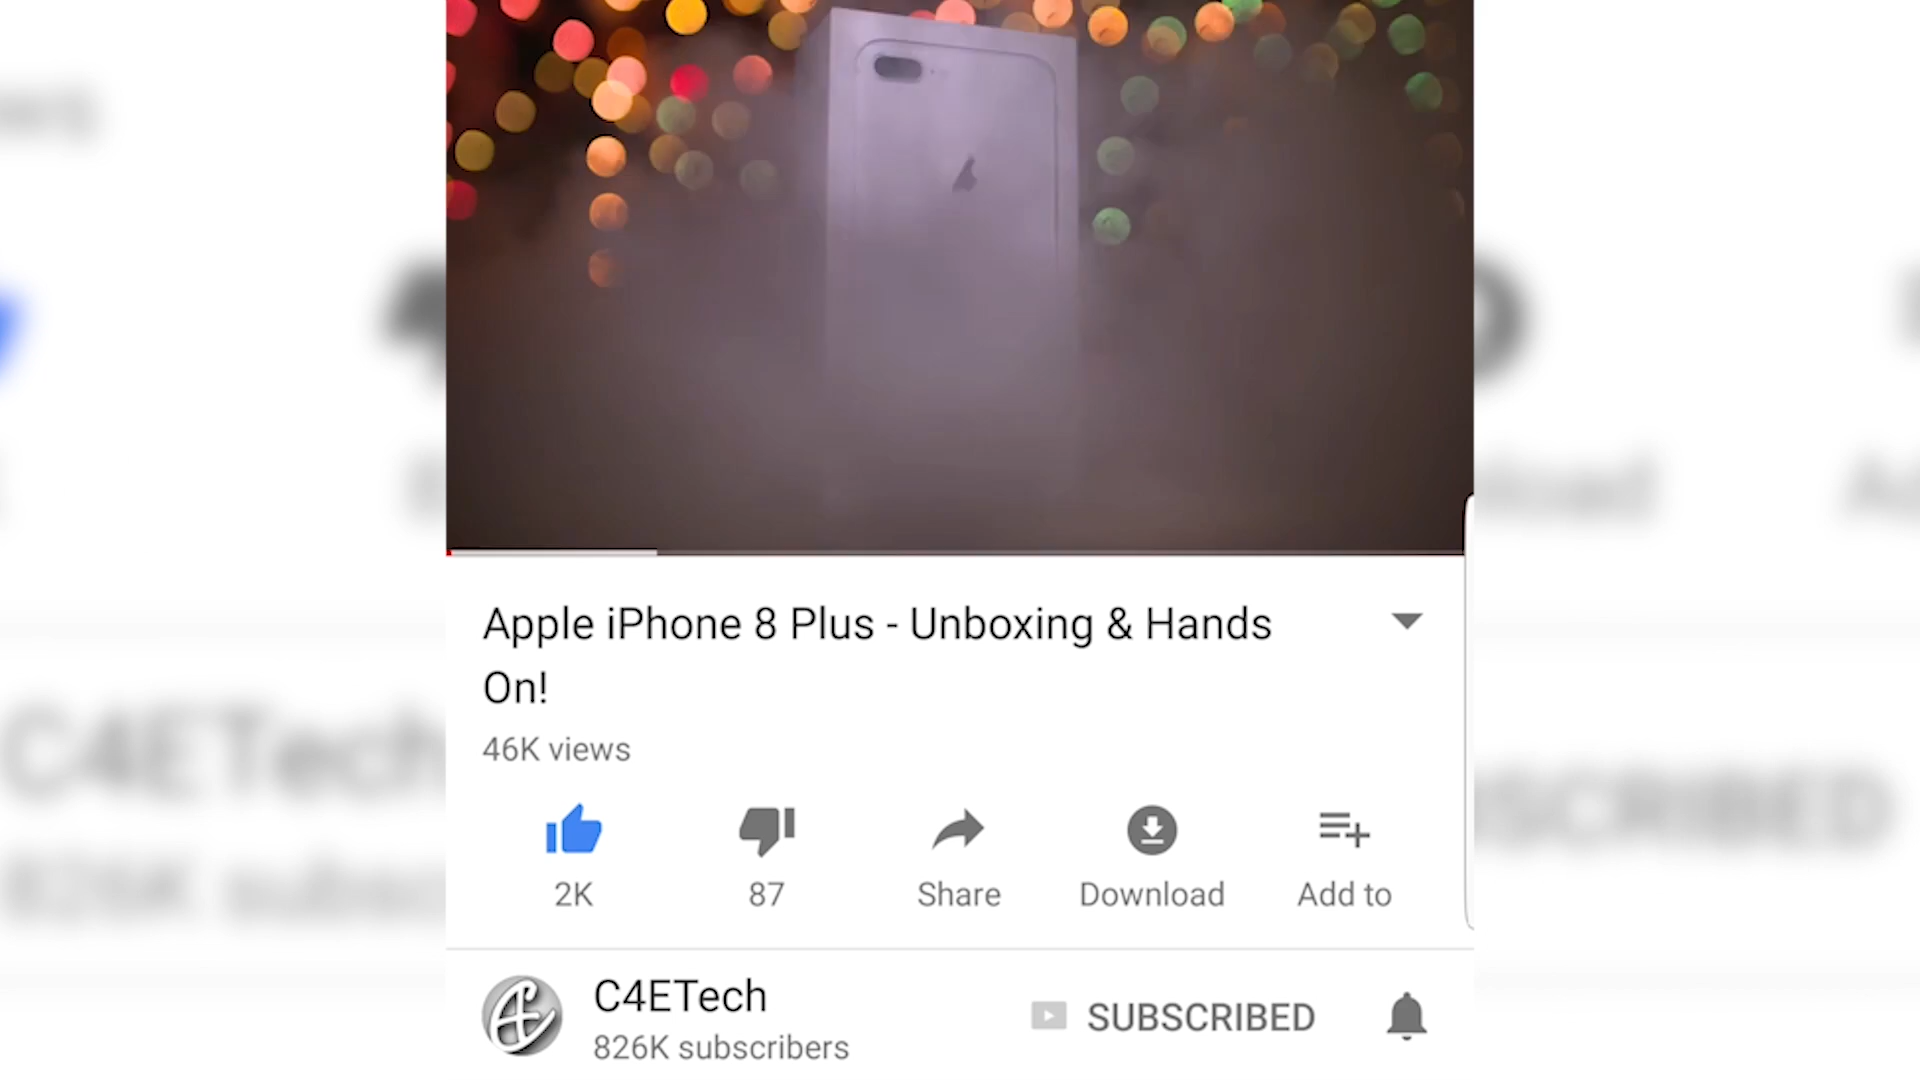 Apple iPhone 8 Plus - Unboxing & Hands
On!
46K views
2K
87
Share
Download
Add to
C4ETech
826K subscribers
SUBSCRIBED